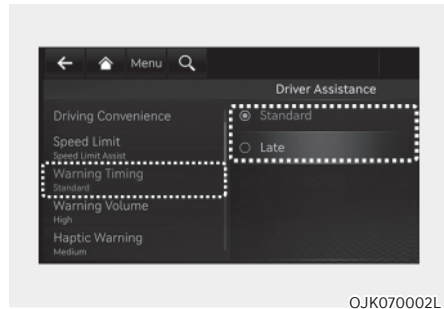 Menu
Driver Assistance
Driving Convenience
Speed Limit
Speed Limit Assist
Warning Timing
Standard
Warning Volume
High
Haptic Warning
Medium
Standard
Late
OJK070002L